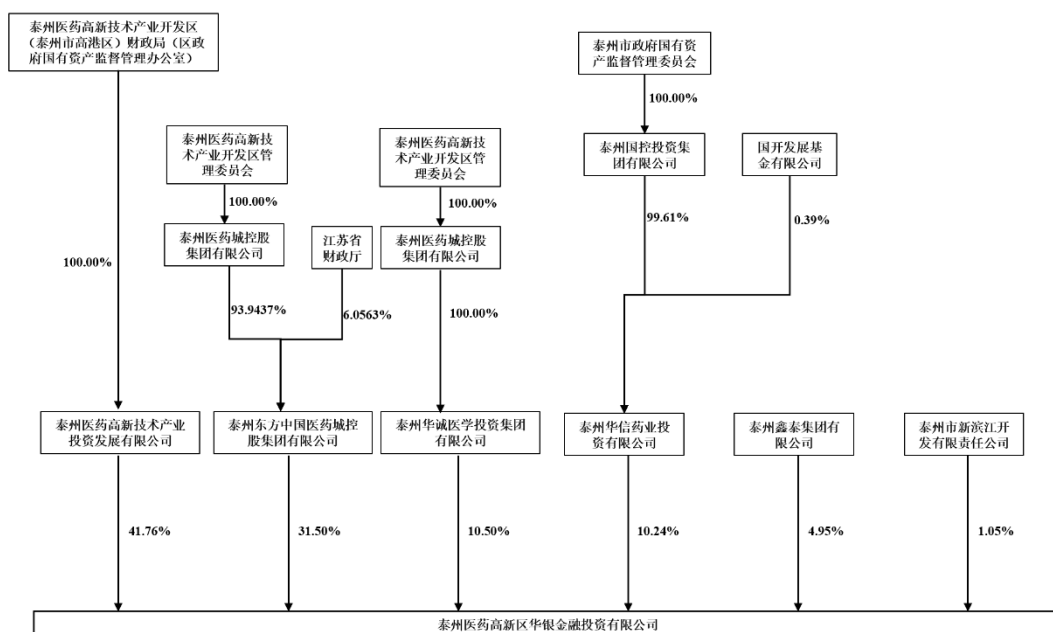 泰州医药高新技术产业开发区
（泰州市高港区）财政局（区政
府国有资产监督管理办公室）
泰州市政府国有资
产监督管理委员会
100.00%
泰州医药高新技
术产业开发区管
理委员会
泰州医药高新技
术产业开发区管
理委员会
泰州国控投资集
团有限公司
国开发展基
金有限公司
100.00%
100.00%
99.61%
0.39%
泰州医药城控股
集团有限公司
江苏省
财政厅
泰州医药城控股
集团有限公司
100.00%
93.9437%
6.0563%
100.00%
泰州医药高新技术产业
投资发展有限公司
泰州东方中国医药城控
股集团有限公司
泰州华诚医学投资集团
有限公司
泰州华信药业投
资有限公司
泰州鑫泰集团有
限公司
泰州市新滨江开
发有限责任公司
41.76%
31.50%
10.50%
10.24%
4.95%
1.05%
泰州医药高新区华银金融投资有限公司